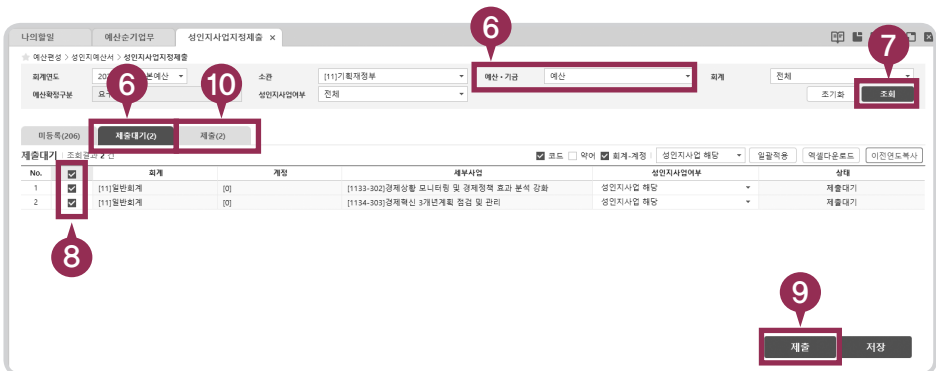 나의할일 예산순기업무 성인지사업지정제출 ×
6
7
예산편성 > 성인지예산서 > 성인지사업지정제출
회계연도 본예산 소관 [11]기획재정부 예산·기금 예산 회계 전체
6
10
예산확정구분 성인지사업여부 전체 초기화 조회
미등록(206) 제출대기(2) 제출(2)
제출대기 조회결과 2 건 코드 약어 회계·계정 성인지사업 해당 일괄적용 엑셀다운로드 이전연도복사
No. 회계 계정 세부사업 성인지사업여부 상태
1 [11]일반회계 [0] [1133-302]경제상황 모니터링 및 경제정책 효과 분석 강화 성인지사업 해당 제출대기
2 [11]일반회계 [0] [1134-303]경제혁신 3개년계획 점검 및 관리 성인지사업 해당 제출대기
8
9
제출 저장